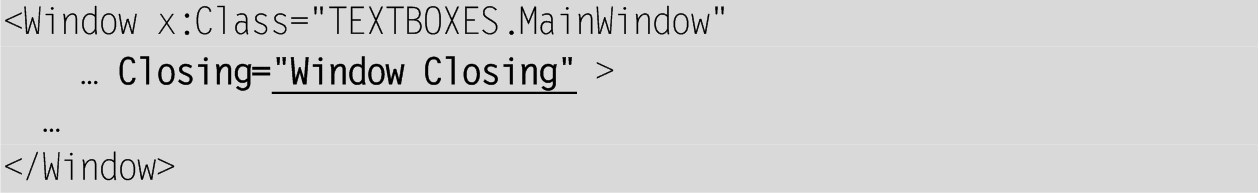 <Window x:Class="TEXTBOXES.MainWindow"
… Closing="Window Closing" >
…
</Window>